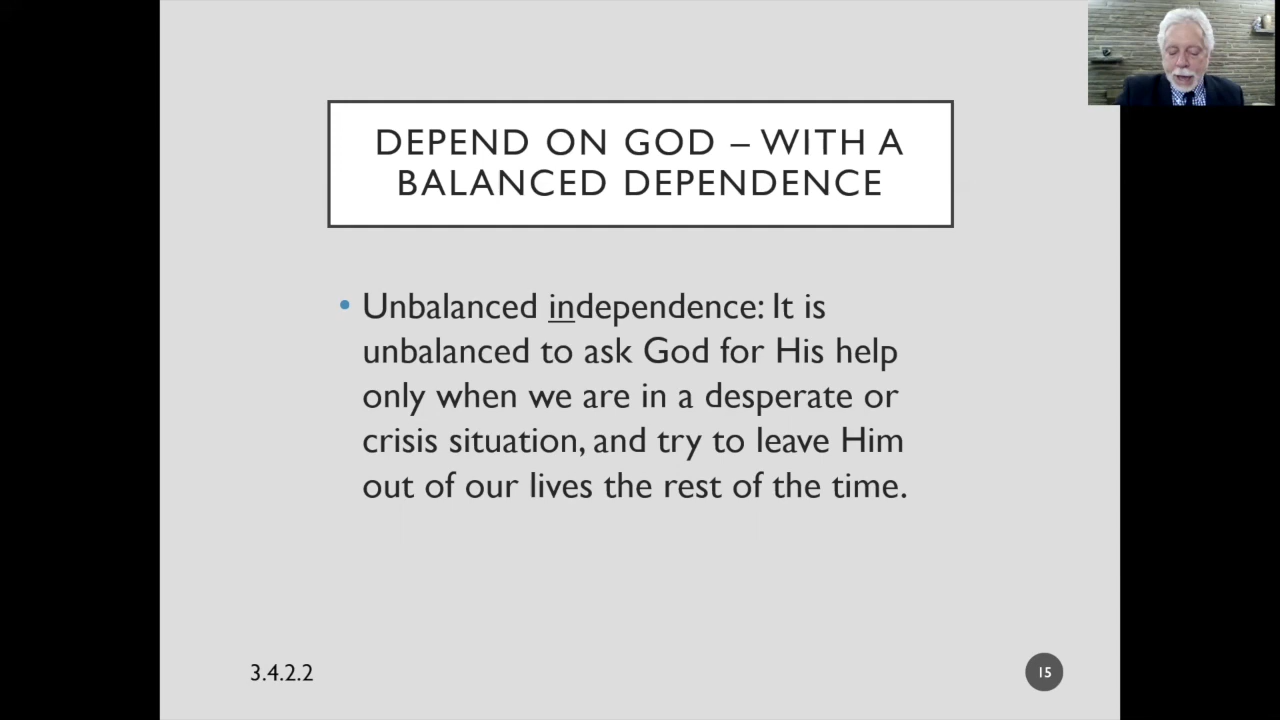 DEPEND ON GOD – WITH A
BALANCED DEPENDENCE
• Unbalanced independence: It is
unbalanced to ask God for His help
only when we are in a desperate or
crisis situation, and try to leave Him
out of our lives the rest of the time.
3.4.2.2
15